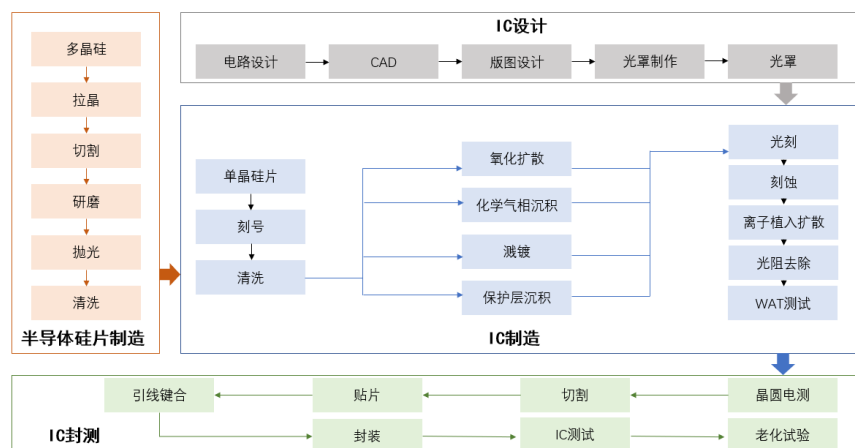 多晶硅
拉晶
切割
研磨
抛光
清洗
半导体硅片制造
IC设计
电路设计
CAD
版图设计
光罩制作
光罩
单晶硅片
刻号
清洗
氧化扩散
化学气相沉积
溅镀
保护层沉积
光刻
刻蚀
离子植入扩散
光阻去除
WAT测试
IC制造
引线键合
贴片
切割
晶圆电测
IC封测
封装
IC测试
老化试验